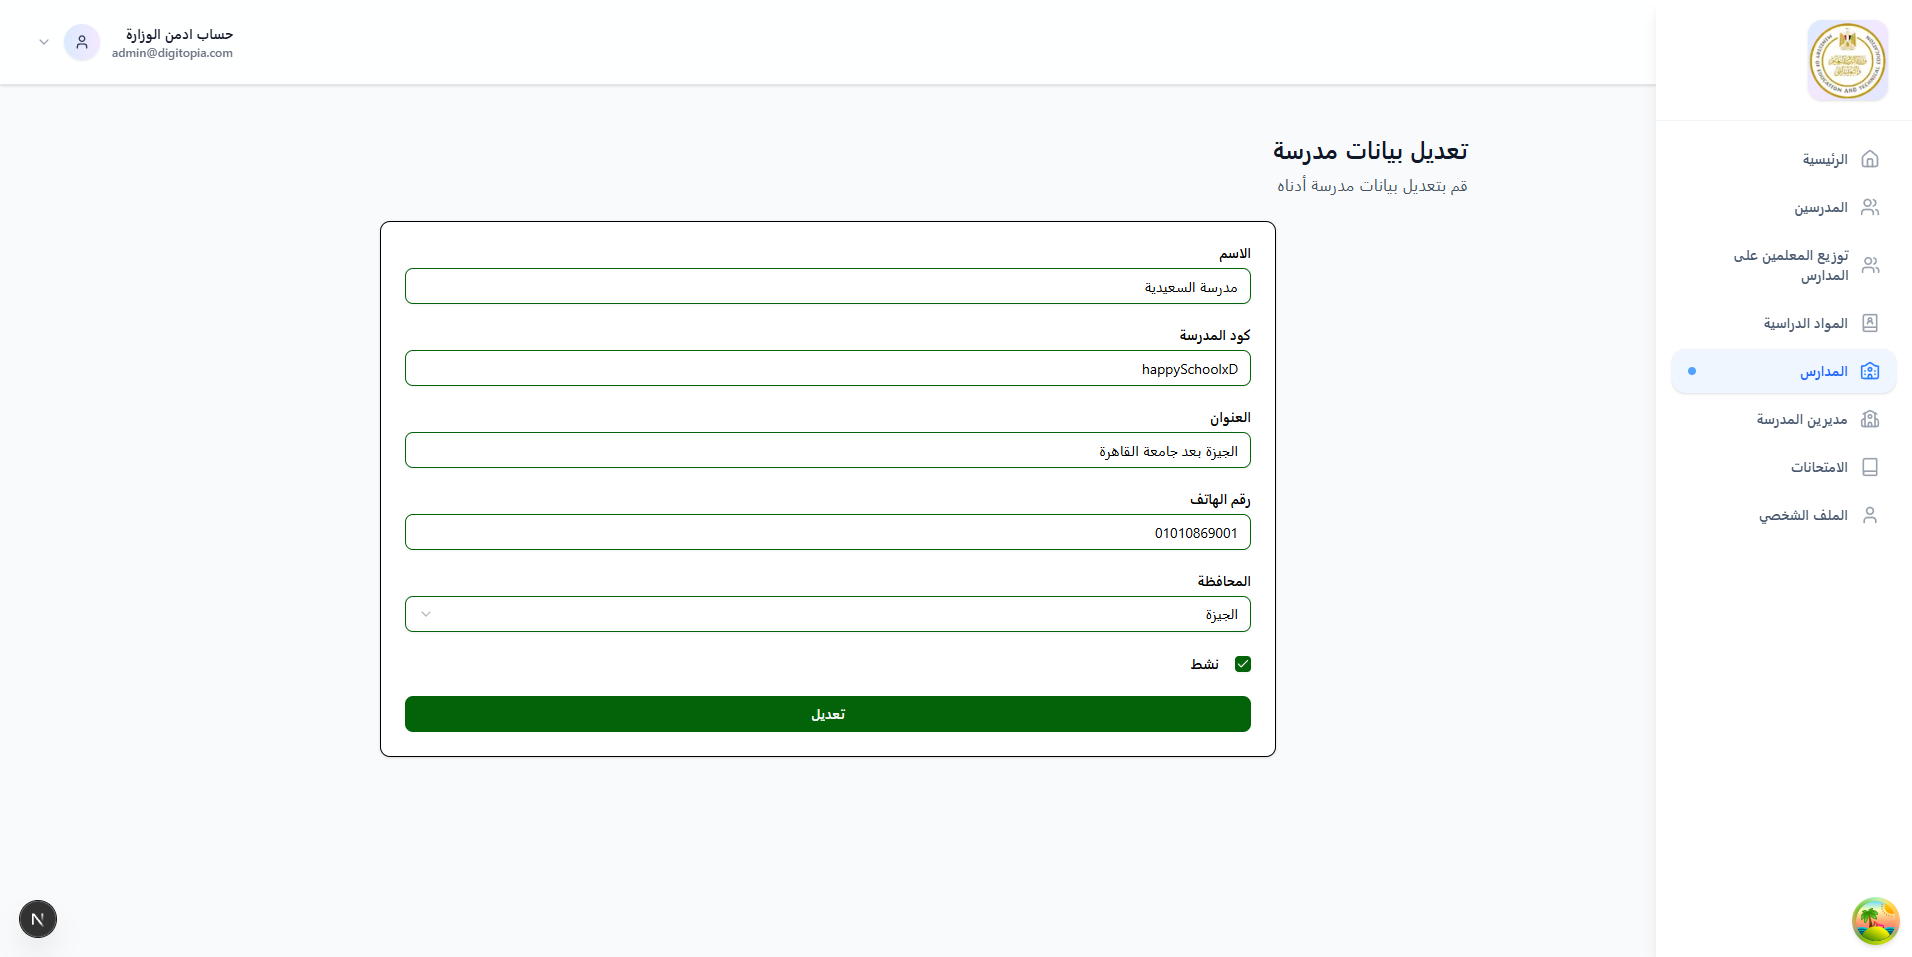 حساب ادمن الوزارة
admin@digitopia.com
الرئيسية
المدرسين
توزيع المعلمين على
المدارس
المواد الدراسية
المدارس
مديرين المدرسة
الامتحانات
الملف الشخصي
تعديل بيانات مدرسة
قم بتعديل بيانات مدرسة أدناه
الاسم
مدرسة السعيدية
كود المدرسة
happySchoolxD
العنوان
الجيزة بعد جامعة القاهرة
رقم الهاتف
01010869001
المحافظة
الجيزة
نشط
تعديل
N